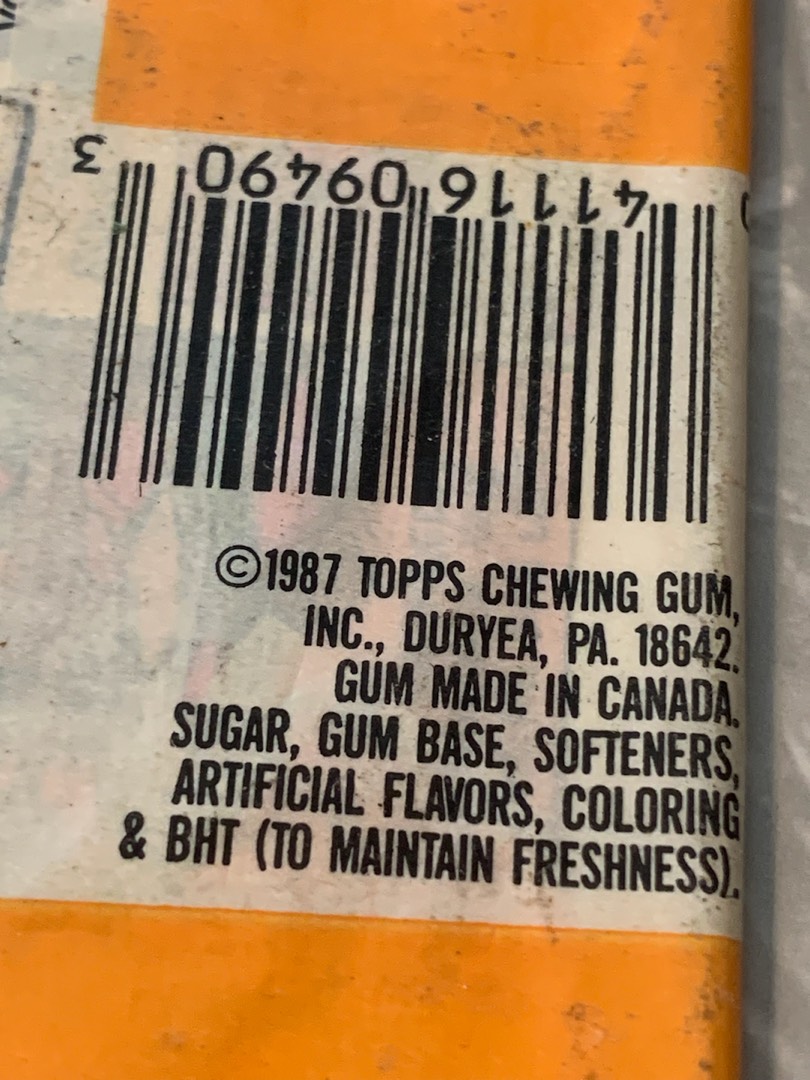 0 41116 09490 3
©1987 TOPPS CHEWING GUM,
INC., DURYEA, PA. 18642.
GUM MADE IN CANADA.
SUGAR, GUM BASE, SOFTENERS,
ARTIFICIAL FLAVORS, COLORING
& BHT (TO MAINTAIN FRESHNESS).